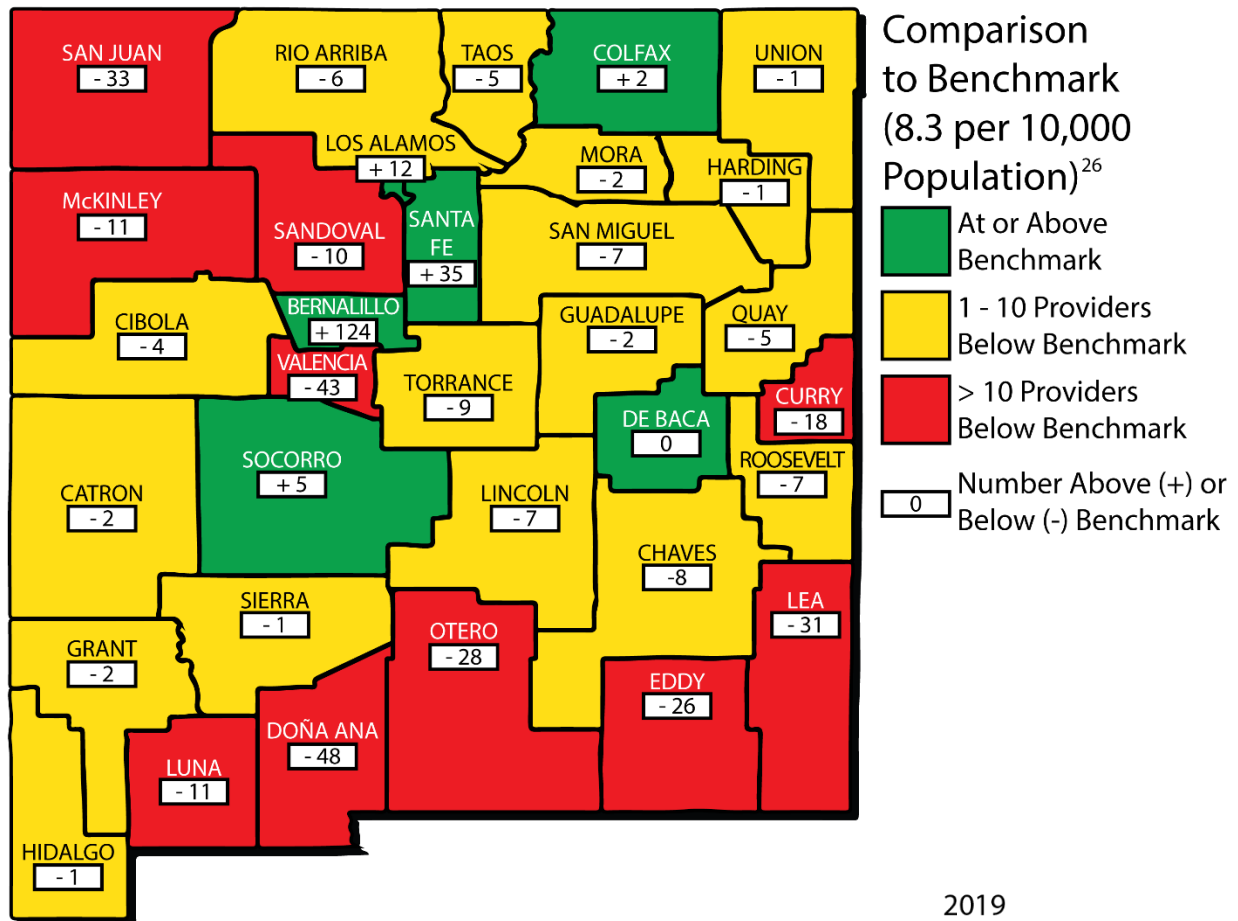 SAN JUAN
- 33
RIO ARRIBA
- 6
TAOS
- 5
COLFAX
+ 2
UNION
- 1
LOS ALAMOS
+ 12
MORA
- 2
HARDING
- 1
McKINLEY
- 11
SANDOVAL
- 10
SANTA
FE
+ 35
SAN MIGUEL
- 7
CIBOLA
- 4
BERNALILLO
+ 124
GUADALUPE
- 2
QUAY
- 5
VALENCIA
- 43
TORRANCE
- 9
CURRY
- 18
DE BACA
0
SOCORRO
+ 5
ROOSEVELT
- 7
CATRON
- 2
LINCOLN
- 7
CHAVES
-8
SIERRA
- 1
LEA
- 31
OTERO
- 28
GRANT
- 2
EDDY
- 26
DOÑA ANA
- 48
LUNA
- 11
HIDALGO
- 1
Comparison
to Benchmark
(8.3 per 10,000
Population)26
At or Above
Benchmark
1 - 10 Providers
Below Benchmark
> 10 Providers
Below Benchmark
0
Number Above (+) or
Below (-) Benchmark
2019